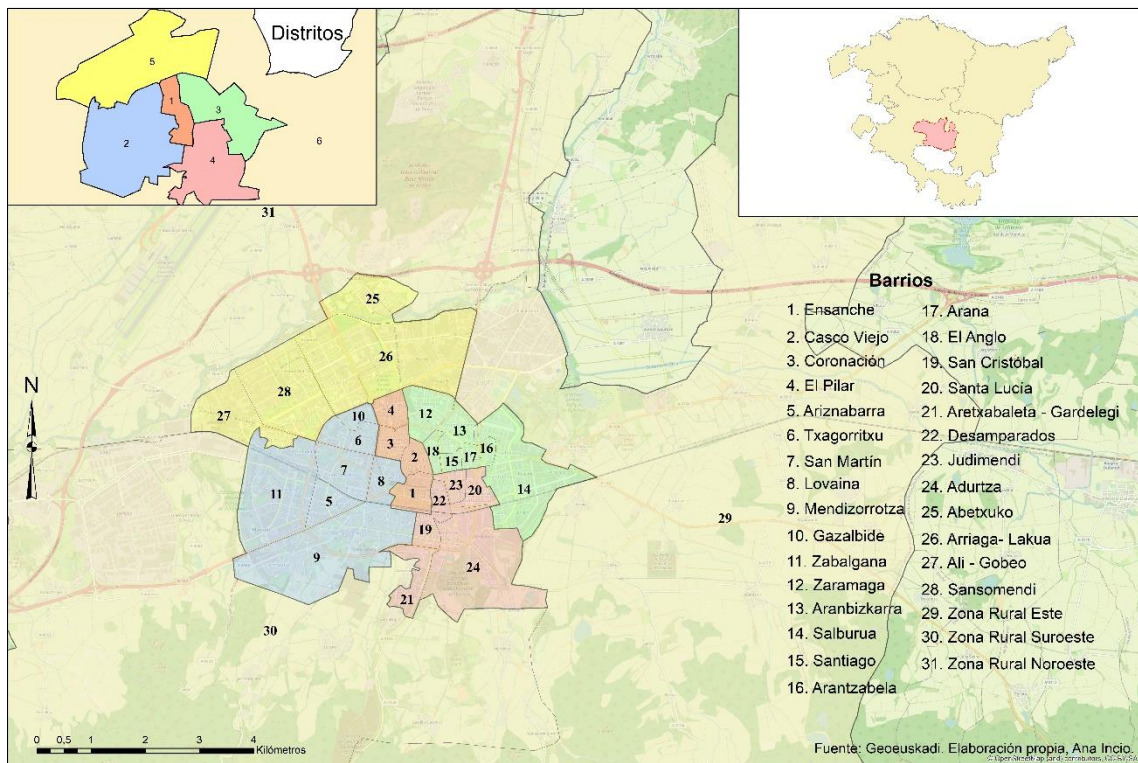 Distritos
5
1
3
2
4
6
31
25
26
28
27
10
4
12
6
3
13
16
7
2
18
15
17
8
11
5
1
23
20
22
14
19
9
24
21
29
30
N
Barrios
1. Ensanche
2. Casco Viejo
3. Coronación
4. El Pilar
5. Ariznabarra
6. Txagorritxu
7. San Martín
8. Lovaina
9. Mendizorrotza
10. Gazalbide
11. Zabalgana
12. Zaramaga
13. Aranbizkarra
14. Salburua
15. Santiago
16. Arantzabela
17. Arana
18. El Anglo
19. San Cristóbal
20. Santa Lucía
21. Aretxabaleta - Gardelegi
22. Desamparados
23. Judimendi
24. Adurtza
25. Abetxuko
26. Arriaga- Lakua
27. Ali - Gobeo
28. Sansomendi
29. Zona Rural Este
30. Zona Rural Suroeste
31. Zona Rural Noroeste
0 0,5 1 2 3 4
Kilómetros
Fuente: Geoeuskadi. Elaboración propia, Ana Incio.